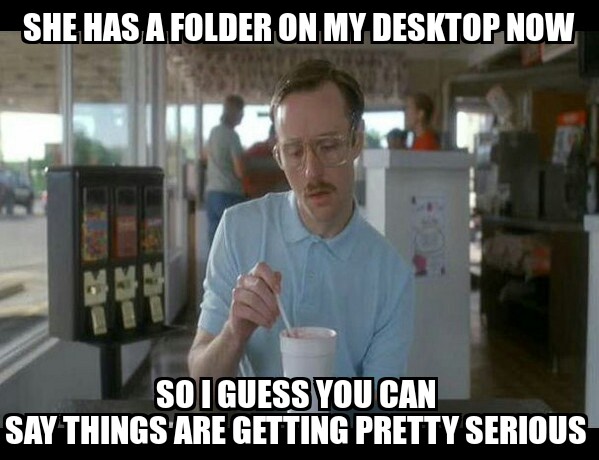 SHE HAS A FOLDER ON MY DESKTOP NOW
SO I GUESS YOU CAN
SAY THINGS ARE GETTING PRETTY SERIOUS